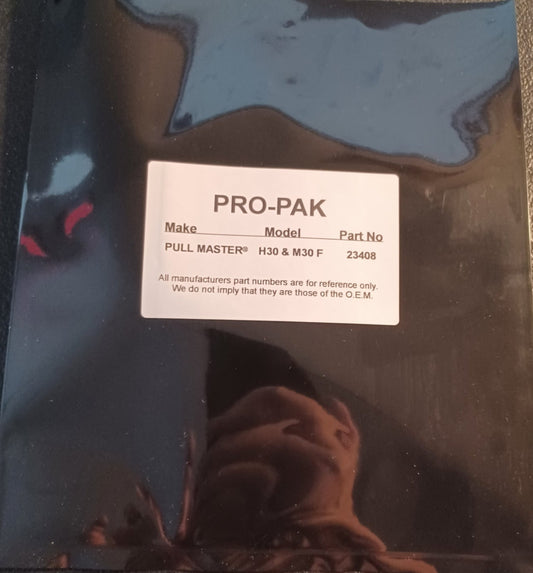 PRO-PAK
Make Model Part No
PULL MASTER® H30 & M30 F 23408
All manufacturers part numbers are for reference only.
We do not imply that they are those of the O.E.M.